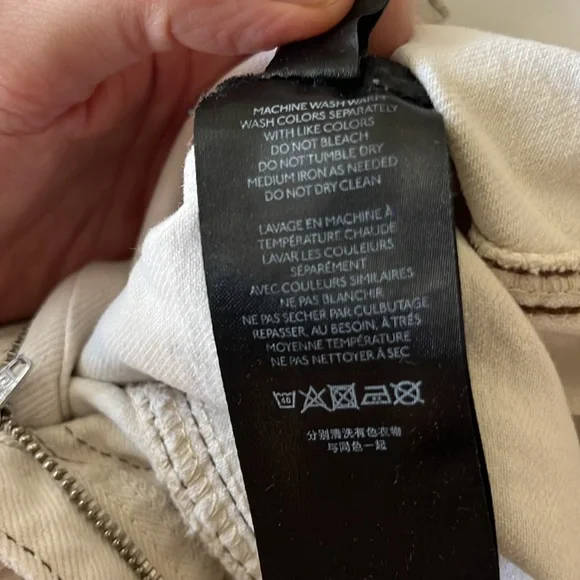 MACHINE WASH WARM
WASH COLORS SEPARATELY
WITH LIKE COLORS
DO NOT BLEACH
DO NOT TUMBLE DRY
MEDIUM IRON AS NEEDED
DO NOT DRY CLEAN
LAVAGE EN MACHINE À
TEMPÉRATURE CHAUDE
LAVAR LES COULEURS
SÉPARÉMENT
AVEC COULEURS SIMILAIRES
NE PAS BLANCHIR
NE PAS SÉCHER PAR CULBUTAGE
REPASSER, AU BESOIN, À TRÉS
MOYENNE TEMPÉRATURE
NE PAS NETTOYER À SEC
40
分别清洗有色衣物
与同色一起